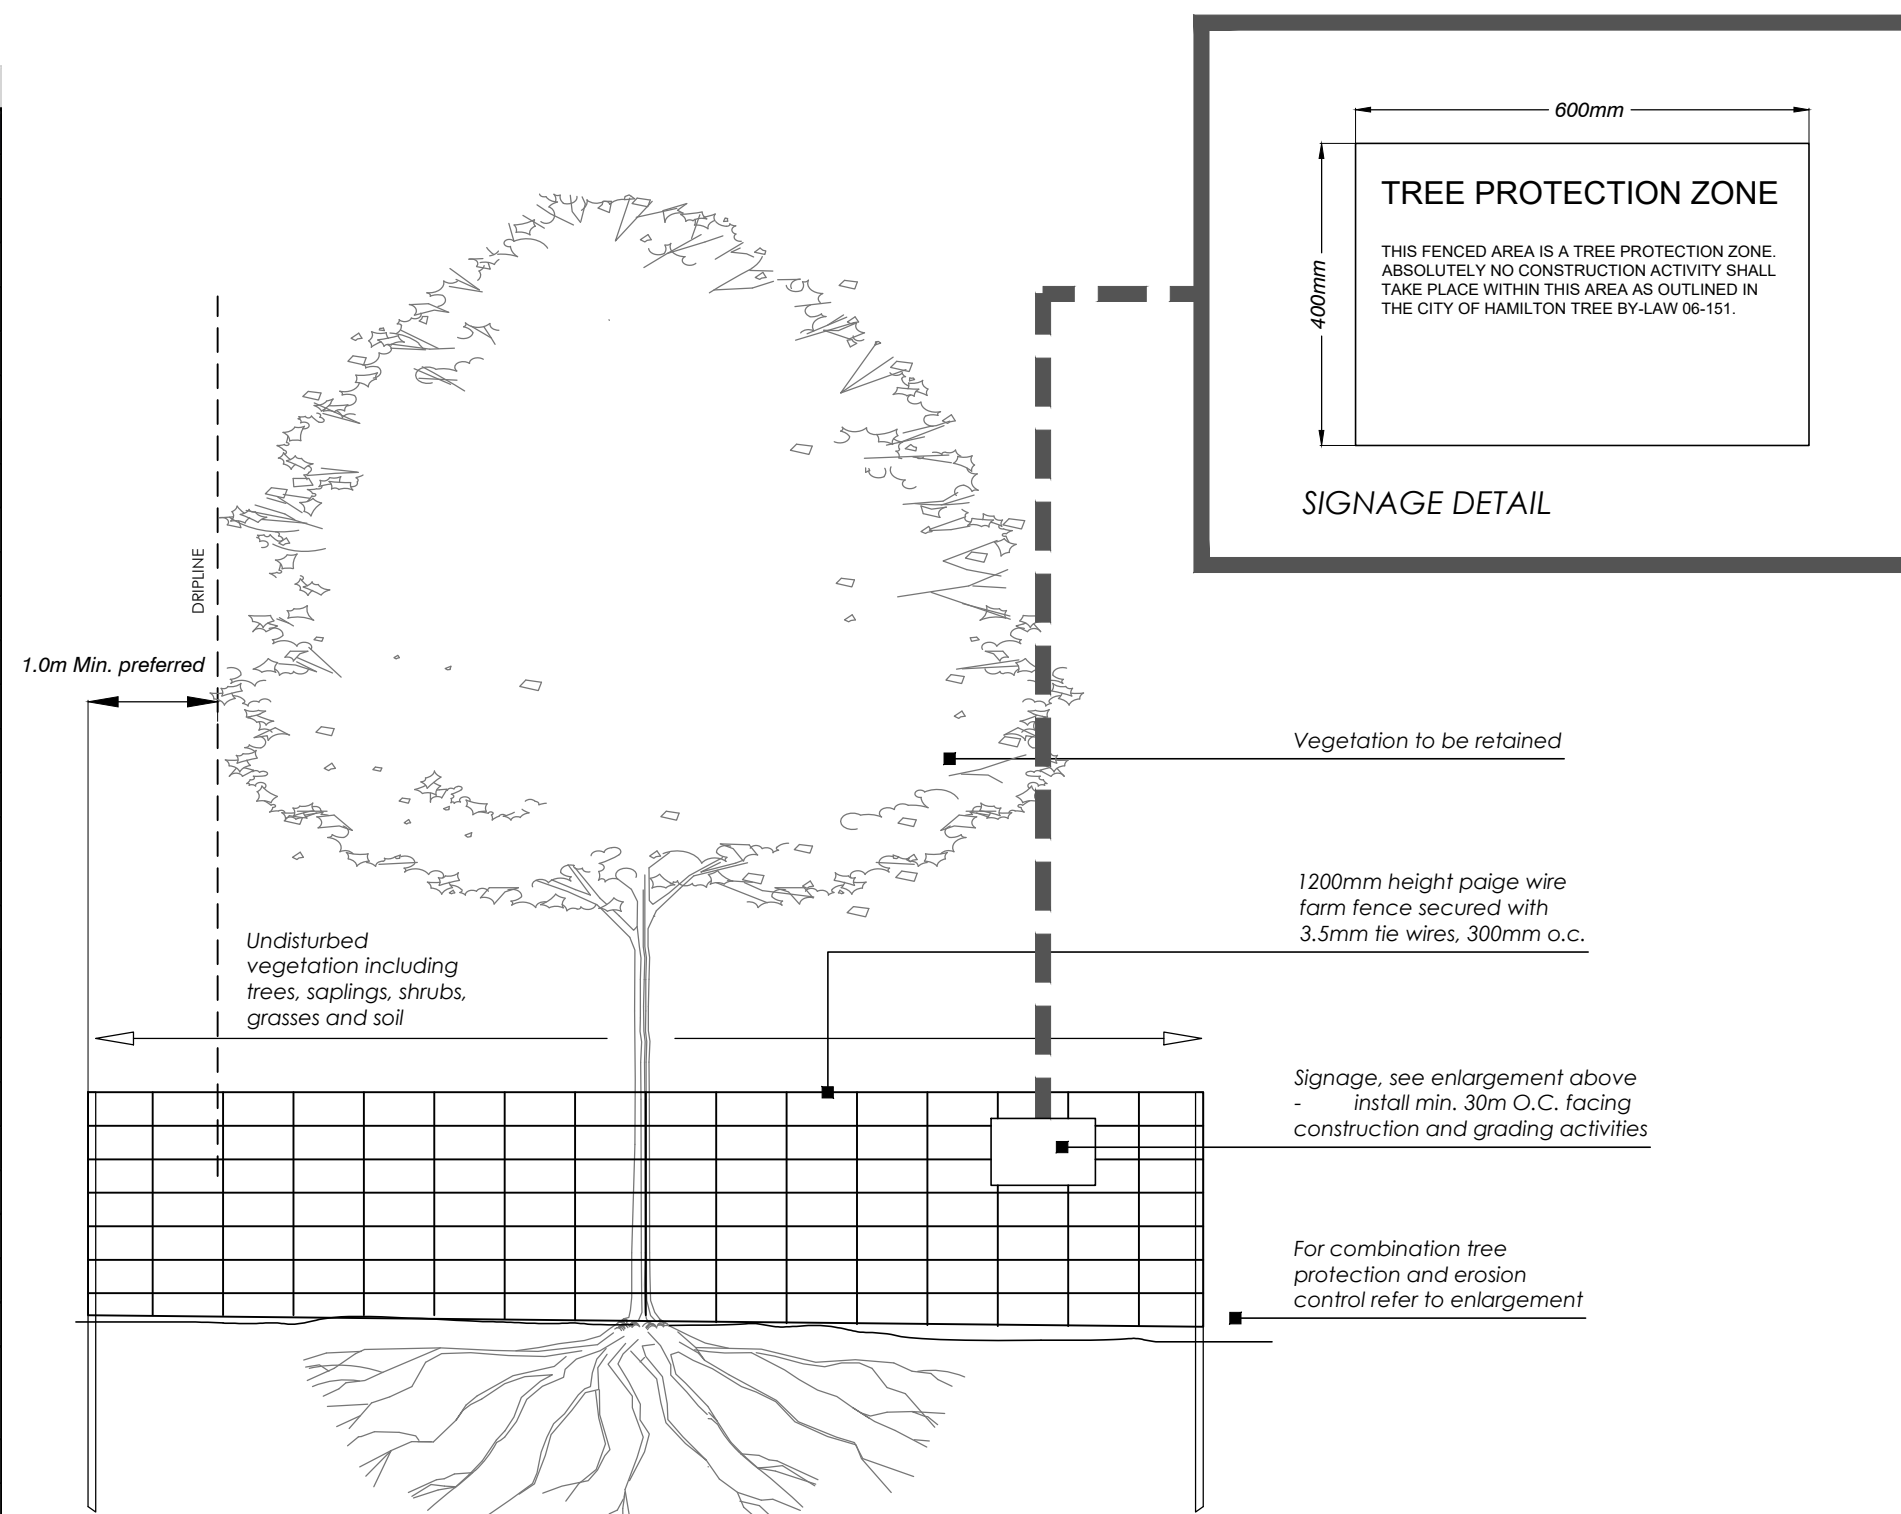 600mm
400mm
TREE PROTECTION ZONE
THIS FENCED AREA IS A TREE PROTECTION ZONE.
ABSOLUTELY NO CONSTRUCTION ACTIVITY SHALL
TAKE PLACE WITHIN THIS AREA AS OUTLINED IN
THE CITY OF HAMILTON TREE BY-LAW 06-151.
SIGNAGE DETAIL
DRIPLINE
1.0m Min. preferred
Vegetation to be retained
1200mm height paige wire
farm fence secured with
3.5mm tie wires, 300mm o.c.
Undisturbed
vegetation including
trees, saplings, shrubs,
grasses and soil
Signage, see enlargement above
- install min. 30m O.C. facing
construction and grading activities
For combination tree
protection and erosion
control refer to enlargement